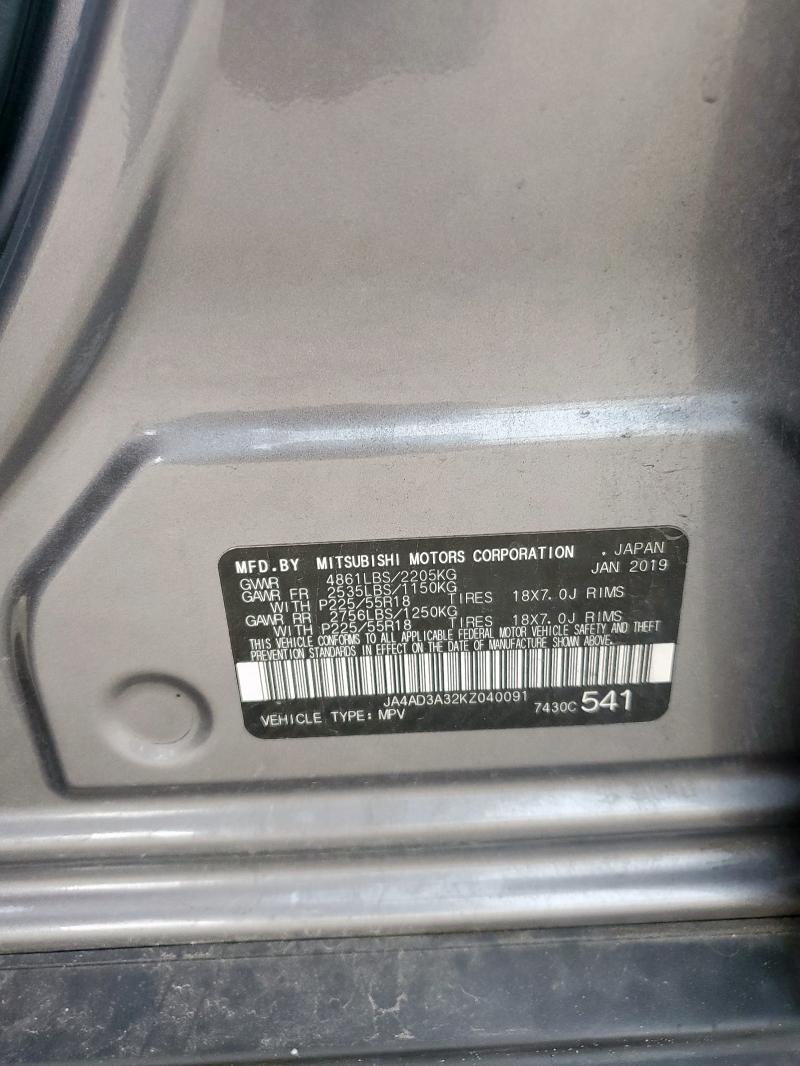 MFD.BY MITSUBISHI MOTORS CORPORATION . JAPAN
GVWR 4861LBS/2205KG JAN 2019
GAWR FR 2535LBS/1150KG
WITH P225/55R18 TIRES 18X7.0J RIMS
GAWR RR 2756LBS/1250KG
WITH P225/55R18 TIRES 18X7.0J RIMS
THIS VEHICLE CONFORMS TO ALL APPLICABLE FEDERAL MOTOR VEHICLE SAFETY AND THEFT
PREVENTION STANDARDS IN EFFECT ON THE DATE OF MANUFACTURE SHOWN ABOVE.
JA4AD3A32KZ040091
VEHICLE TYPE: MPV 7430C 541